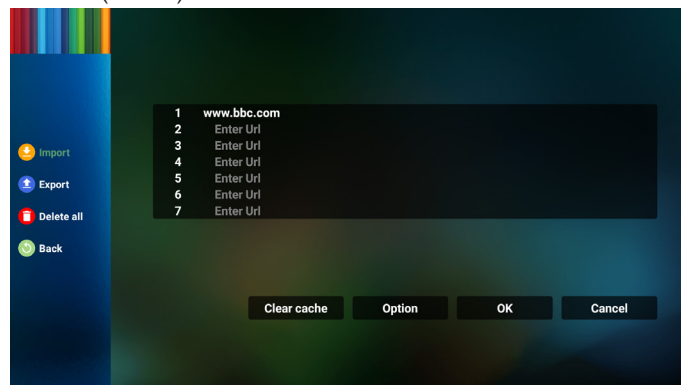 Import
Export
Delete all
Back
1 www.bbc.com
2 Enter Url
3 Enter Url
4 Enter Url
5 Enter Url
6 Enter Url
7 Enter Url
Clear cache Option OK Cancel